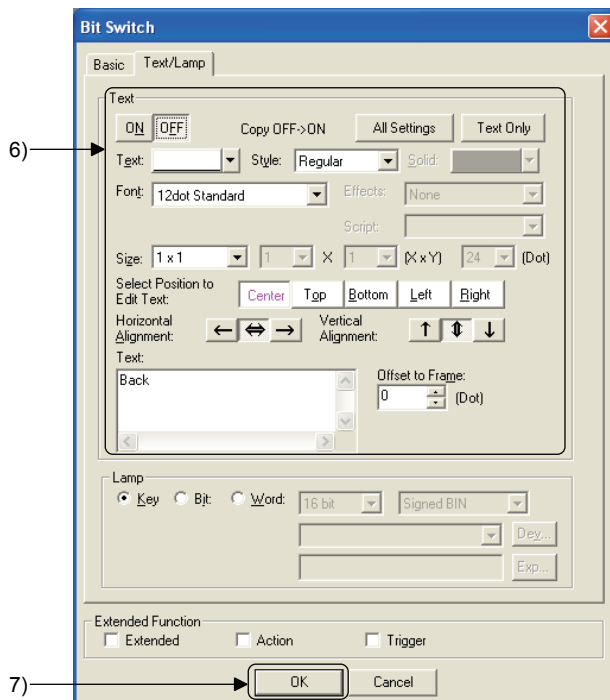 Bit Switch
Basic Text/Lamp
Text
6)
ON OFF Copy OFF->ON All Settings Text Only
Text: Style: Regular Solid:
Font: 12dot Standard Effects: None
Script:
Size: 1 x 1 1 X 1 (X x Y) 24 (Dot)
Select Position to
Edit Text: Center Top Bottom Left Right
Horizontal
Alignment: Vertical
Alignment:
Text:
Back
Offset to Frame:
0 (Dot)
Lamp
Key Bit: Word: 16 bit Signed BIN
Dev...
Exp...
Extended Function
Extended Action Trigger
7)
OK Cancel